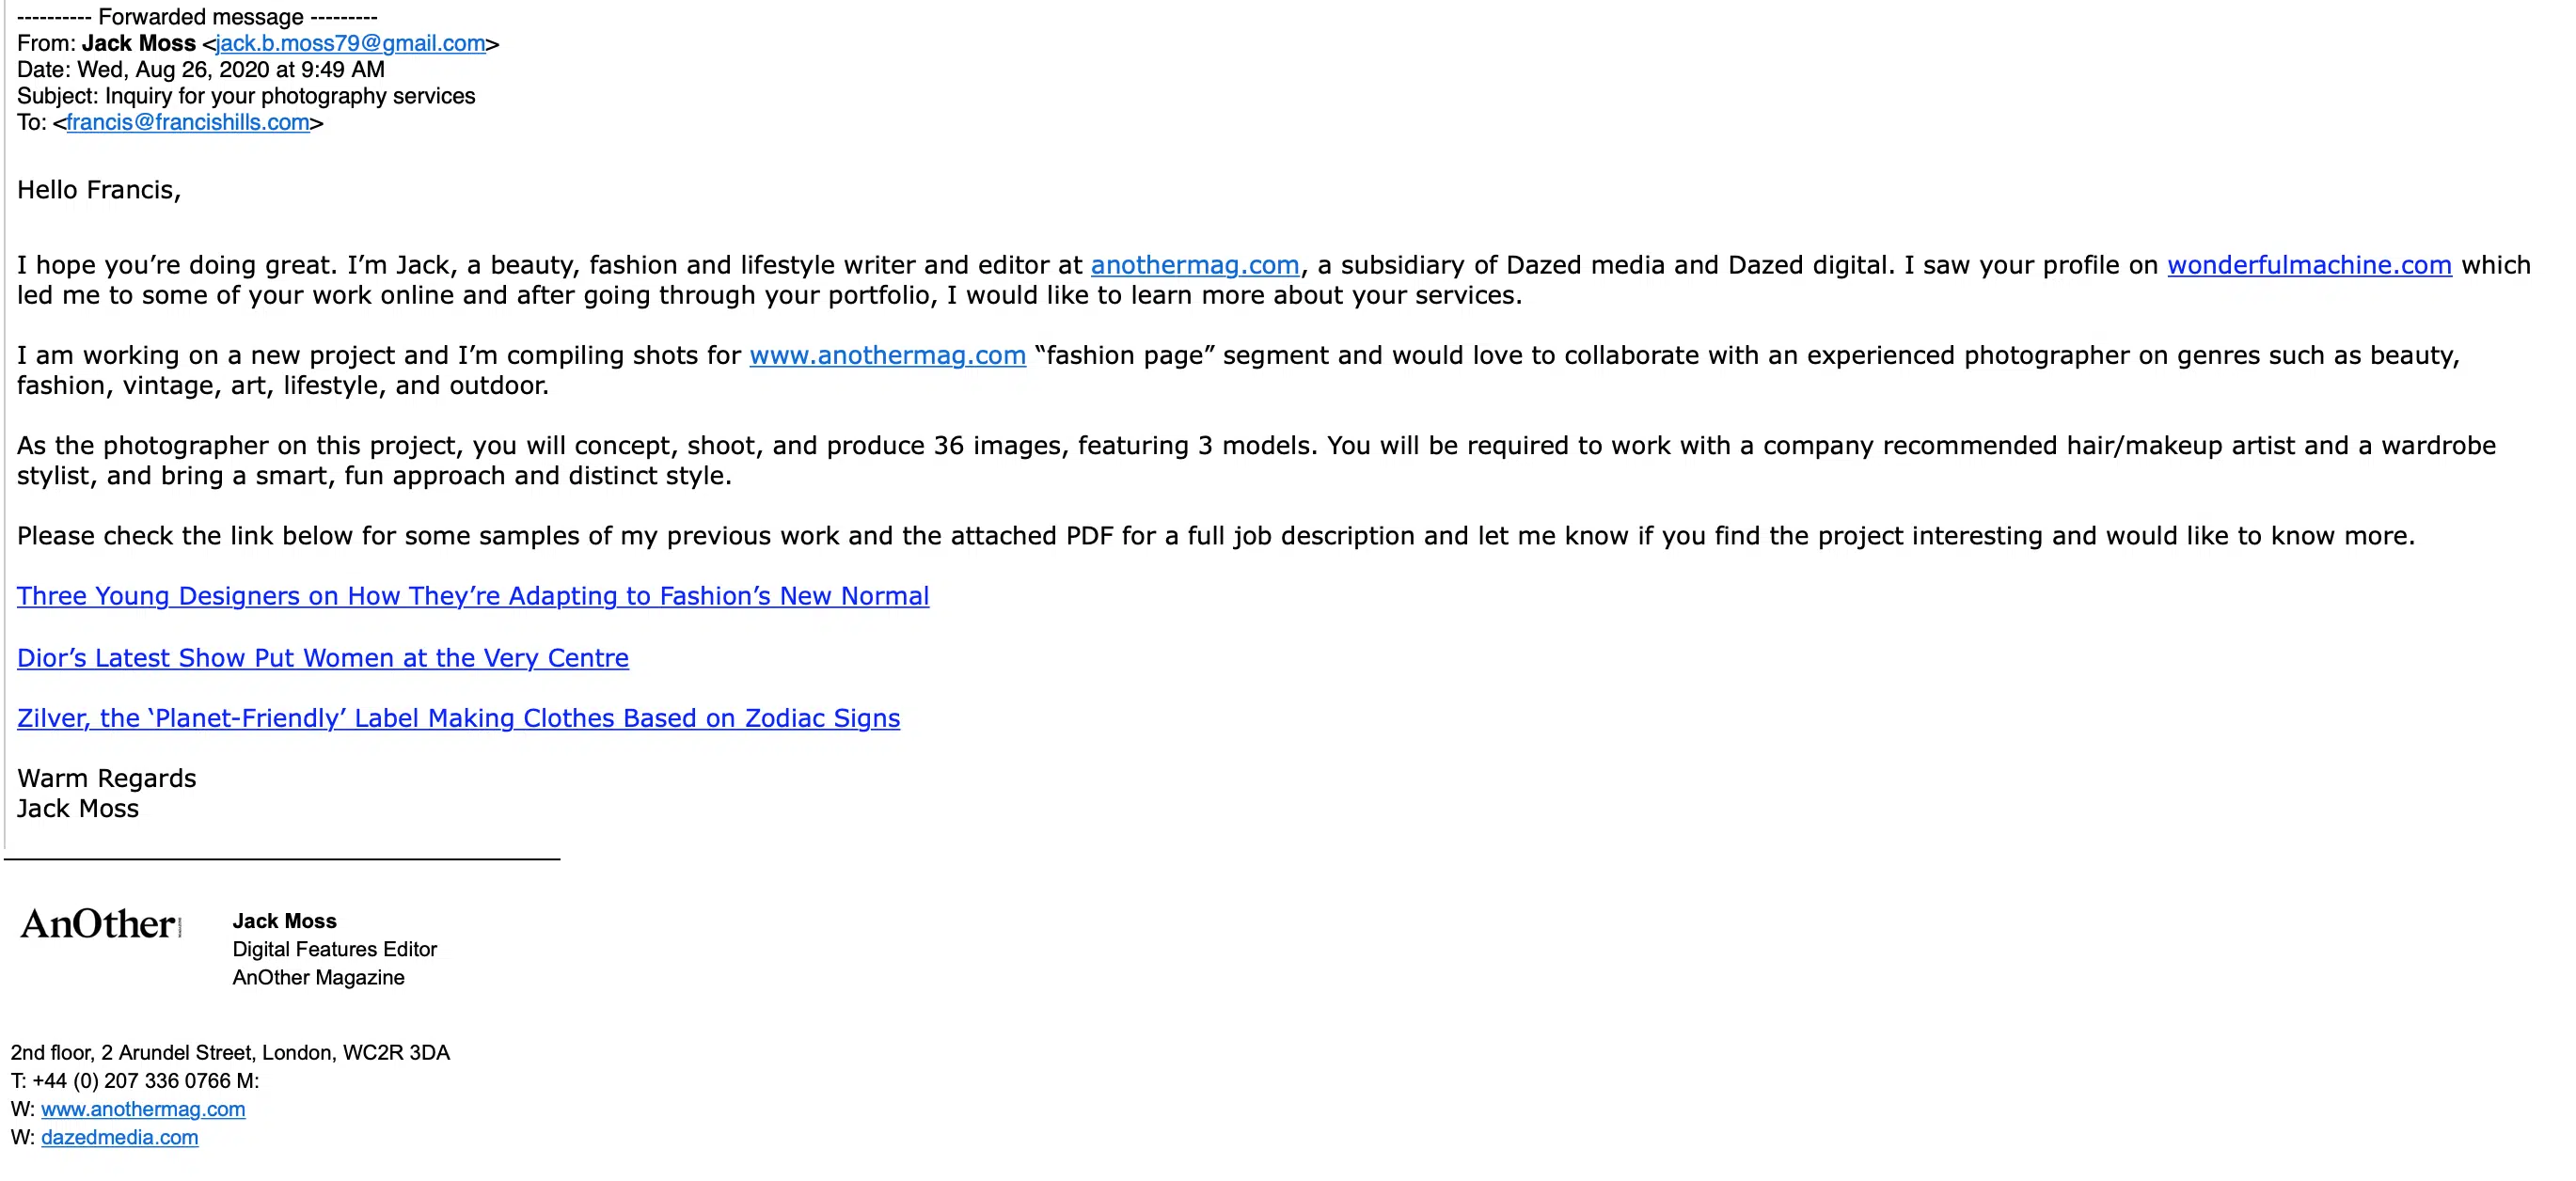 ---------- Forwarded message ---------
From: Jack Moss <jack.b.moss79@gmail.com>
Date: Wed, Aug 26, 2020 at 9:49 AM
Subject: Inquiry for your photography services
To: <francis@francishills.com>
Hello Francis,
I hope you’re doing great. I’m Jack, a beauty, fashion and lifestyle writer and editor at anothermag.com, a subsidiary of Dazed media and Dazed digital. I saw your profile on wonderfulmachine.com which
led me to some of your work online and after going through your portfolio, I would like to learn more about your services.
I am working on a new project and I’m compiling shots for www.anothermag.com “fashion page” segment and would love to collaborate with an experienced photographer on genres such as beauty,
fashion, vintage, art, lifestyle, and outdoor.
As the photographer on this project, you will concept, shoot, and produce 36 images, featuring 3 models. You will be required to work with a company recommended hair/makeup artist and a wardrobe
stylist, and bring a smart, fun approach and distinct style.
Please check the link below for some samples of my previous work and the attached PDF for a full job description and let me know if you find the project interesting and would like to know more.
Three Young Designers on How They’re Adapting to Fashion’s New Normal
Dior’s Latest Show Put Women at the Very Centre
Zilver, the ‘Planet-Friendly’ Label Making Clothes Based on Zodiac Signs
Warm Regards
Jack Moss
AnOther
Jack Moss
Digital Features Editor
AnOther Magazine
2nd floor, 2 Arundel Street, London, WC2R 3DA
T: +44 (0) 207 336 0766 M:
W: www.anothermag.com
W: dazedmedia.com